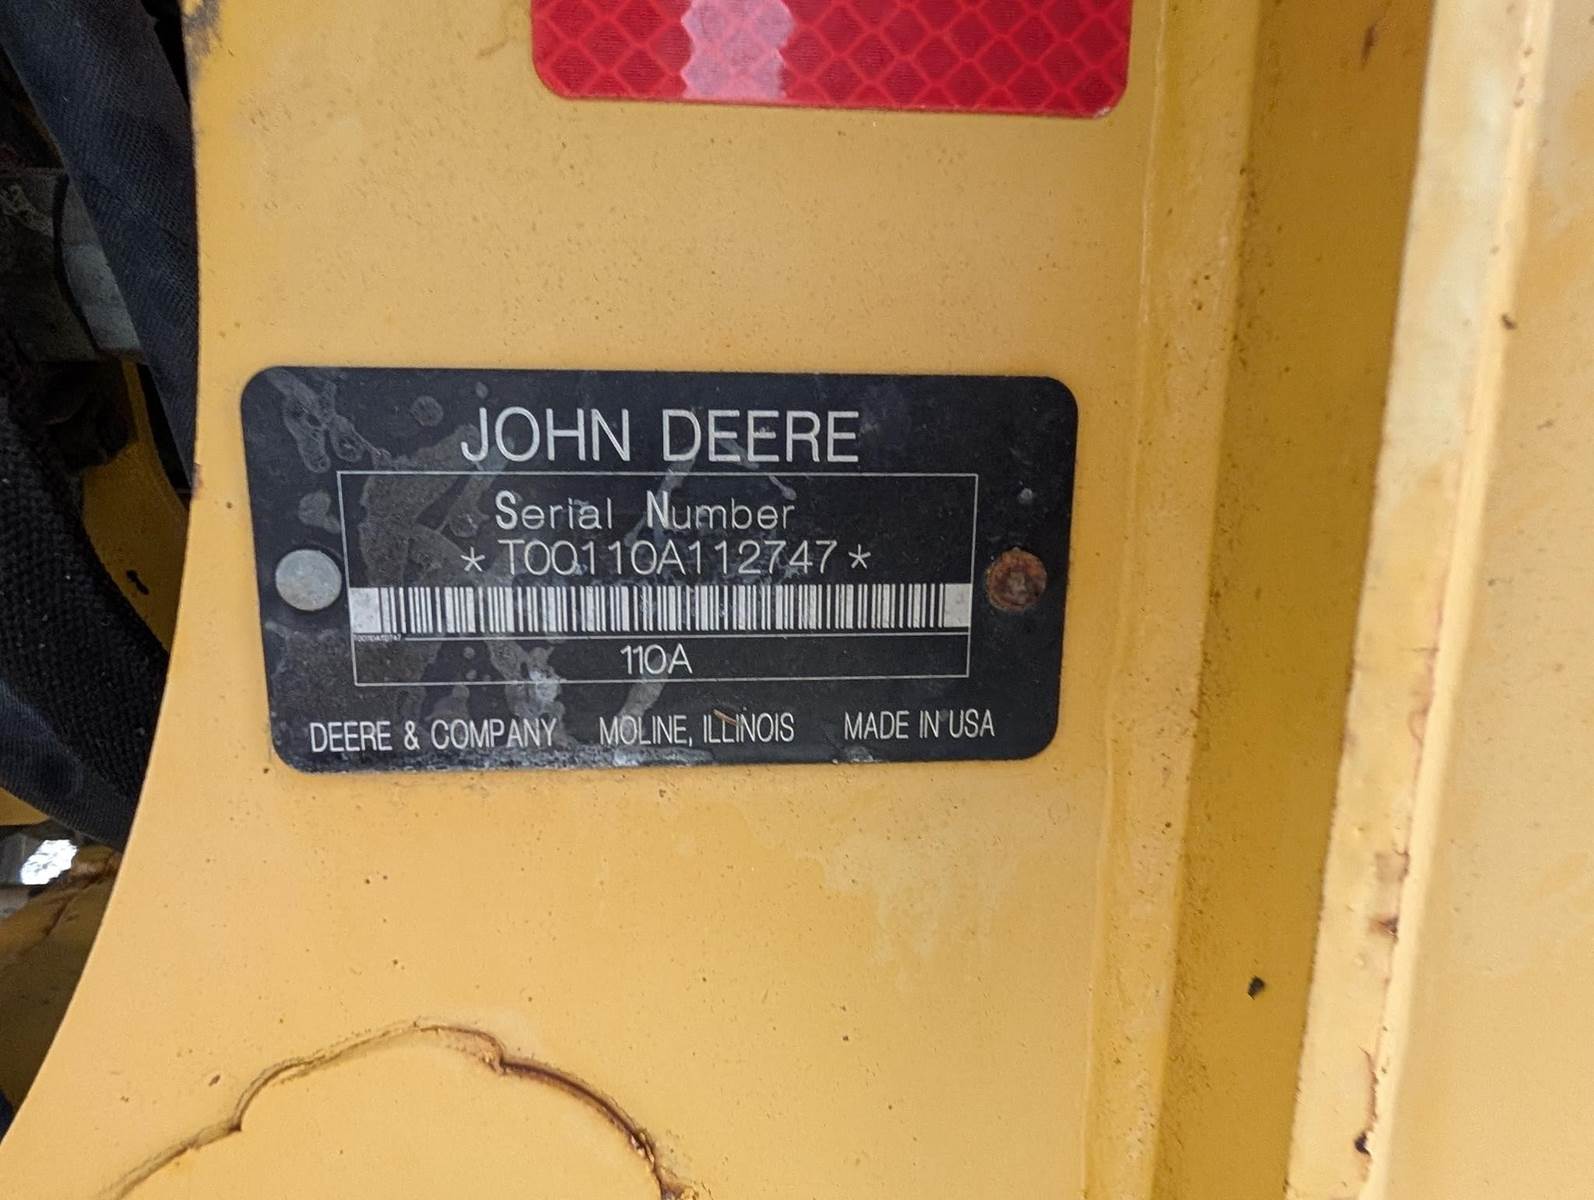 JOHN DEERE
Serial Number
*T00110A112747*
110A
DEERE & COMPANY MOLINE, ILLINOIS MADE IN USA